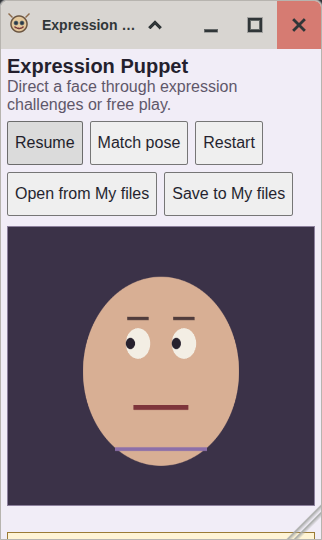 Expression ...
Expression Puppet
Direct a face through expression
challenges or free play.
Resume
Match pose
Restart
Open from My files
Save to My files